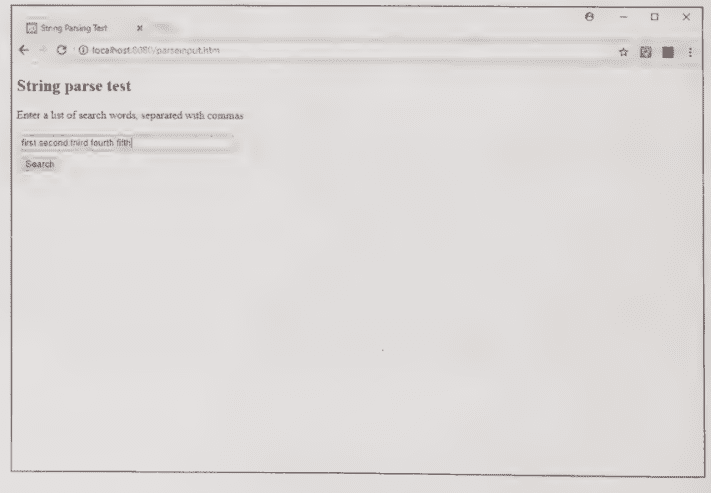 String Parsing Test
localhost:8080/parseinput.htm
String parse test
Enter a list of search words, separated with commas
first second third fourth fifth
Search